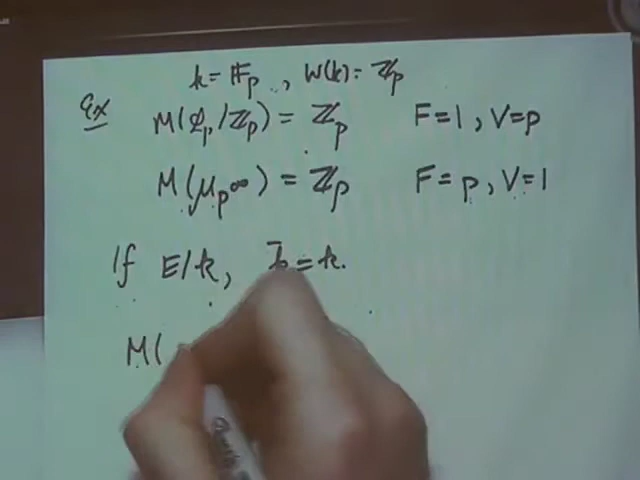 k = 𝔽p , W(k) = ℤp
Ex M(ℚp/ℤp) = ℤp F=1, V=p
M(μp∞) = ℤp F=p, V=1
If E/k, k̄ = k.
M(